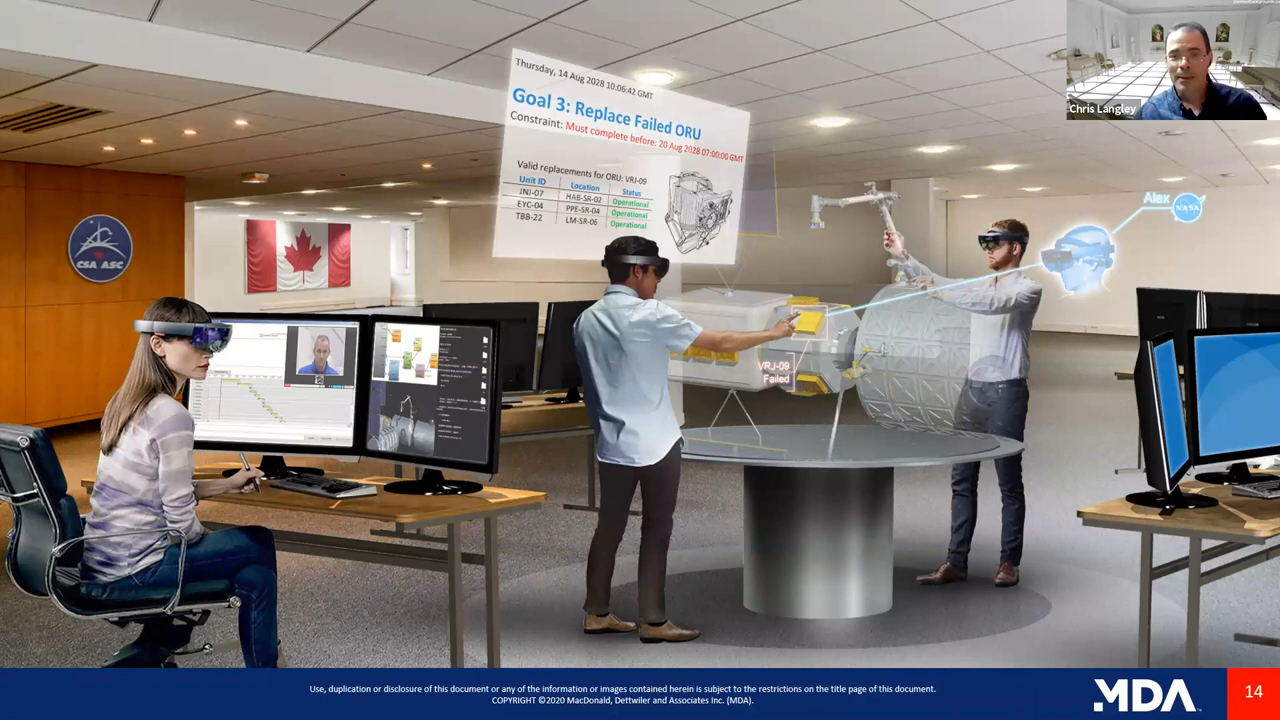 Thursday, 14 Aug 2028 10:06:42 GMT
Goal 3: Replace Failed ORU
Constraint: Must complete before: 20 Aug 2028 07:00:00 GMT
Valid replacements for ORU: VRJ-09
Unit ID Location Status
INJ-07 HAB-SR-02 Operational
EYC-04 PPE-SR-04 Operational
TBB-22 LM-SR-06 Operational
Chris Langley
Alex
NASA
CSA ASC
VRJ-09
Failed
Use, duplication or disclosure of this document or any of the information or images contained herein is subject to the restrictions on the title page of this document.
COPYRIGHT ©2020 MacDonald, Dettwiler and Associates Inc. (MDA).
MDA
14